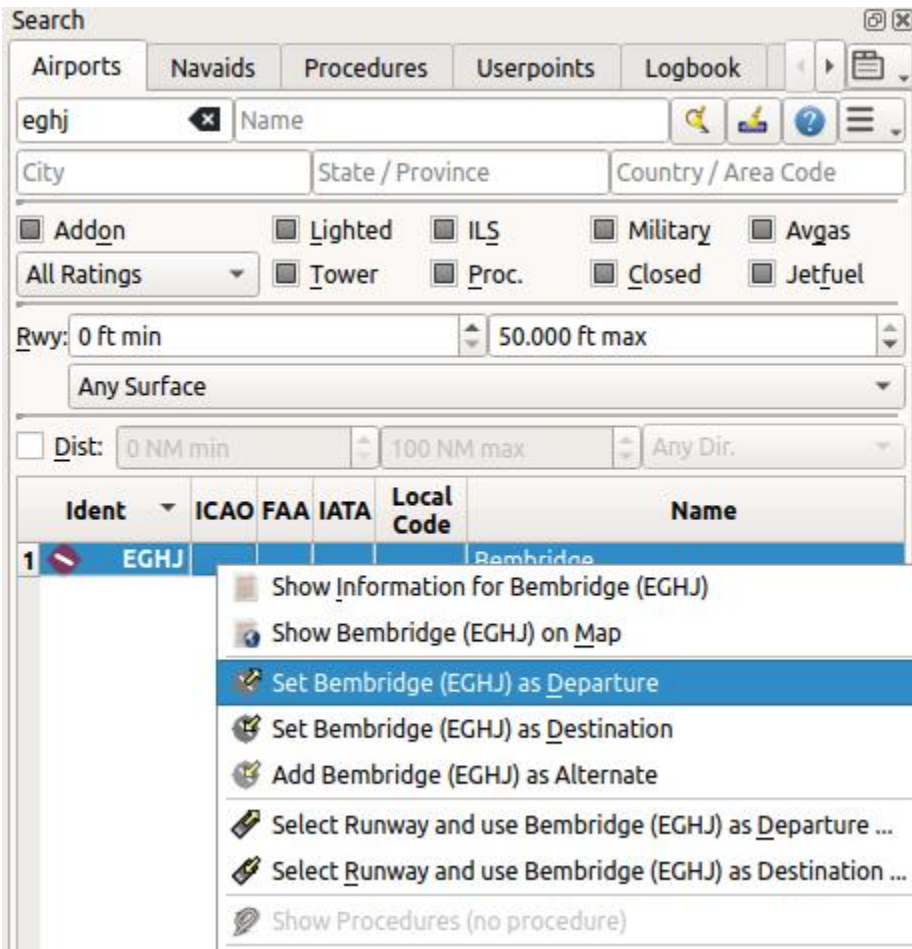 Search
Airports Navaids Procedures Userpoints Logbook
eghj Name
City State / Province Country / Area Code
Addon Lighted ILS Military Avgas
All Ratings Tower Proc. Closed Jetfuel
Rwy: 0 ft min 50.000 ft max
Any Surface
Dist: 0 NM min 100 NM max Any Dir.
Ident ICAO FAA IATA Local Code Name
1 EGHJ Bembridge
Show Information for Bembridge (EGHJ)
Show Bembridge (EGHJ) on Map
Set Bembridge (EGHJ) as Departure
Set Bembridge (EGHJ) as Destination
Add Bembridge (EGHJ) as Alternate
Select Runway and use Bembridge (EGHJ) as Departure ...
Select Runway and use Bembridge (EGHJ) as Destination ...
Show Procedures (no procedure)